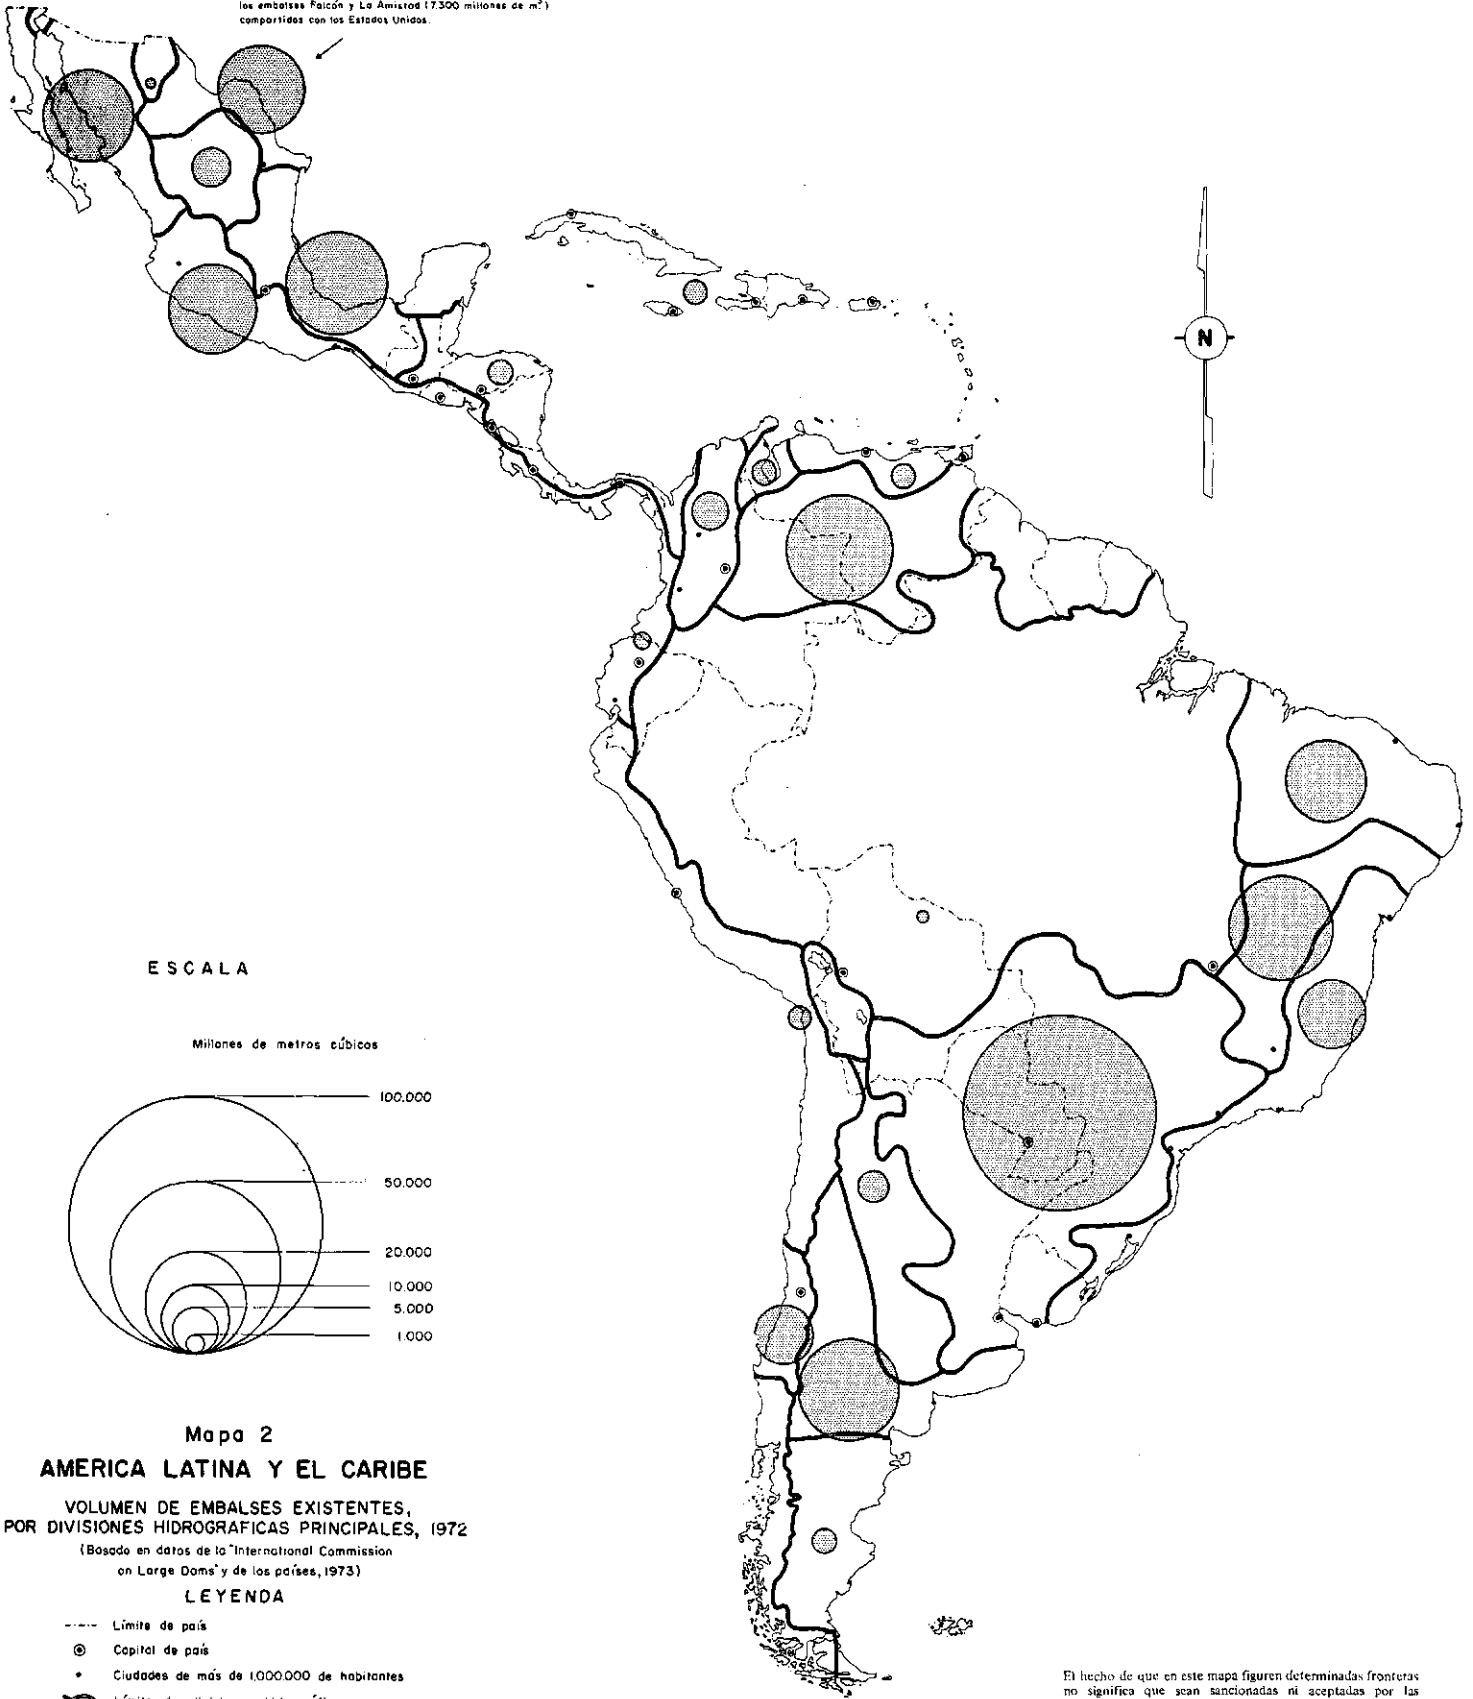 los embalses Falcón y La Amistad (7.300 millones de m³)
compartidos con los Estados Unidos.
N
ESCALA
Millones de metros cúbicos
100.000
50.000
20.000
10.000
5.000
1.000
Mapa 2
AMERICA LATINA Y EL CARIBE
VOLUMEN DE EMBALSES EXISTENTES,
POR DIVISIONES HIDROGRAFICAS PRINCIPALES, 1972
(Basado en datos de la "International Commission
on Large Dams" y de los países, 1973)
LEYENDA
Límite de país
Capital de país
Ciudades de más de 1.000.000 de habitantes
El hecho de que en este mapa figuren determinadas fronteras
no significa que sean sancionadas ni aceptadas por las